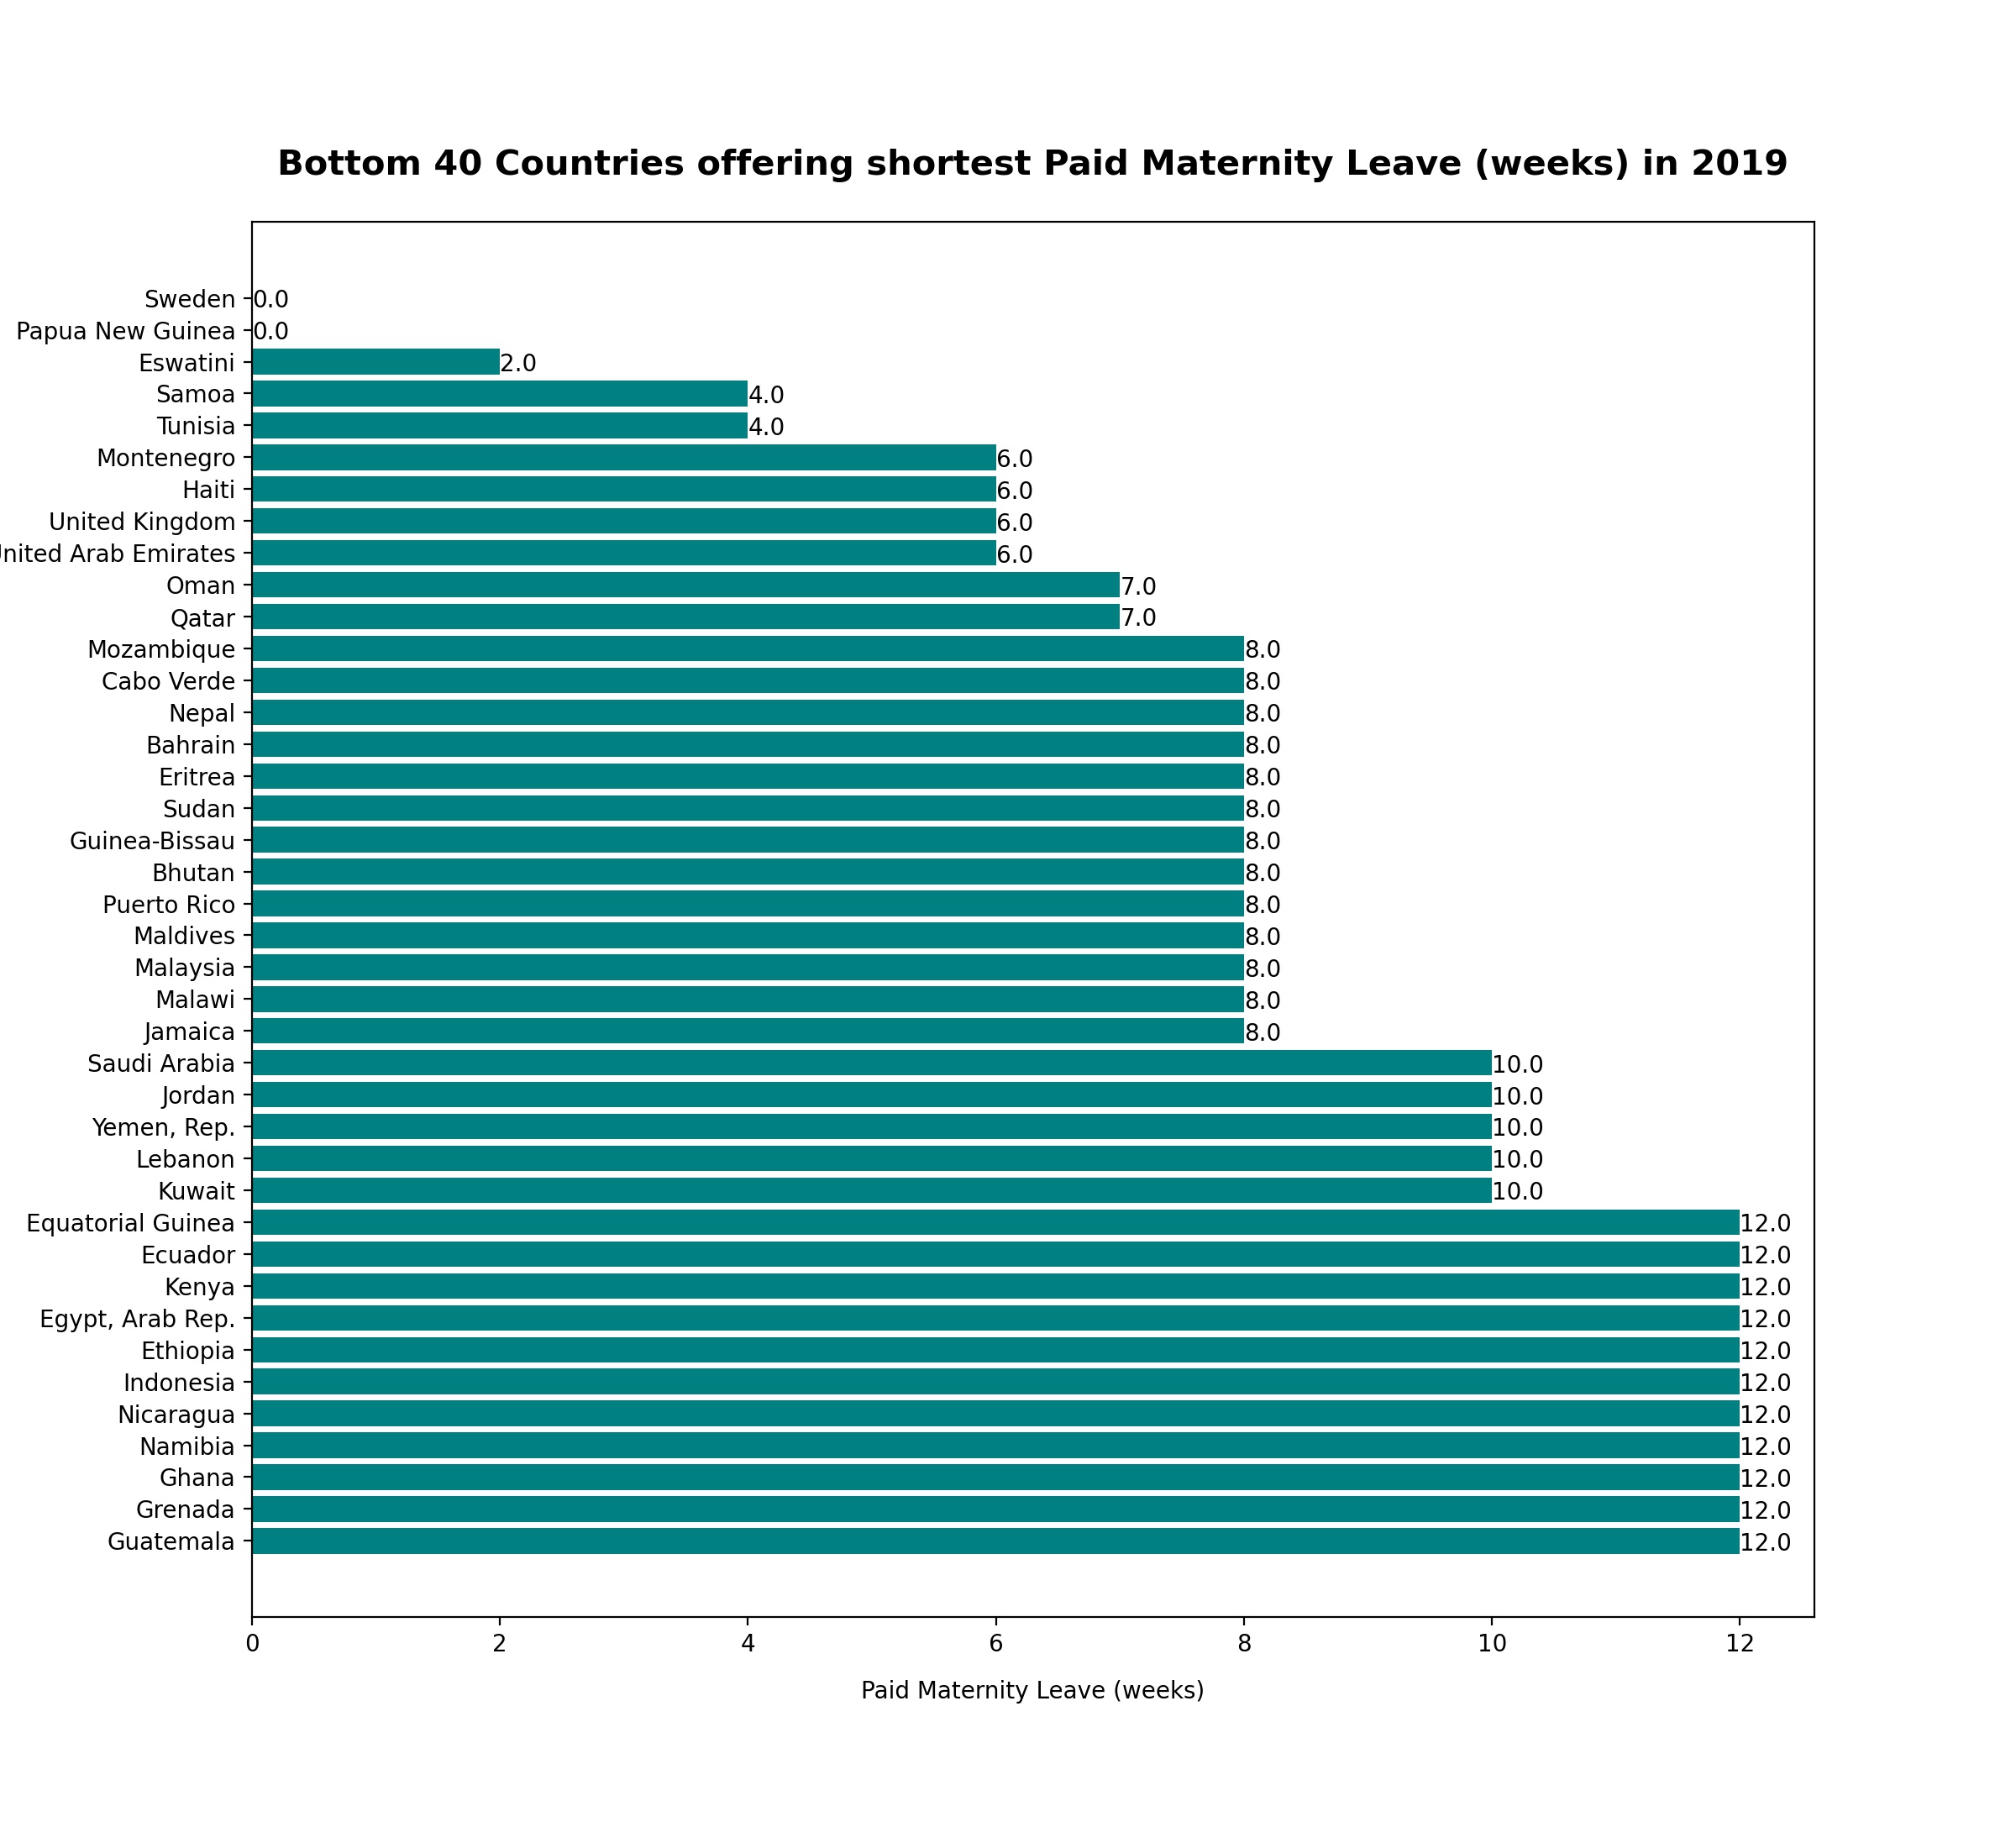 Bottom 40 Countries offering shortest Paid Maternity Leave (weeks) in 2019
Sweden 0.0
Papua New Guinea 0.0
Eswatini 2.0
Samoa 4.0
Tunisia 4.0
Montenegro 6.0
Haiti 6.0
United Kingdom 6.0
United Arab Emirates 6.0
Oman 7.0
Qatar 7.0
Mozambique 8.0
Cabo Verde 8.0
Nepal 8.0
Bahrain 8.0
Eritrea 8.0
Sudan 8.0
Guinea-Bissau 8.0
Bhutan 8.0
Puerto Rico 8.0
Maldives 8.0
Malaysia 8.0
Malawi 8.0
Jamaica 8.0
Saudi Arabia 10.0
Jordan 10.0
Yemen, Rep. 10.0
Lebanon 10.0
Kuwait 10.0
Equatorial Guinea 12.0
Ecuador 12.0
Kenya 12.0
Egypt, Arab Rep. 12.0
Ethiopia 12.0
Indonesia 12.0
Nicaragua 12.0
Namibia 12.0
Ghana 12.0
Grenada 12.0
Guatemala 12.0
0 2 4 6 8 10 12
Paid Maternity Leave (weeks)